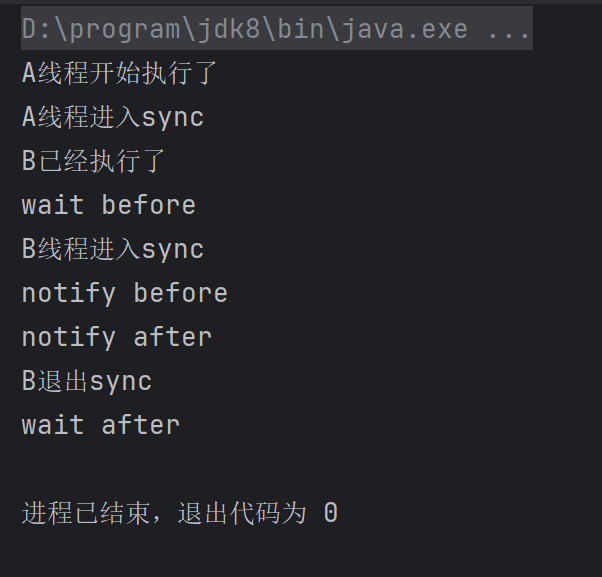 D:\program\jdk8\bin\java.exe ...
A线程开始执行了
A线程进入sync
B已经执行了
wait before
B线程进入sync
notify before
notify after
B退出sync
wait after
进程已结束，退出代码为 0